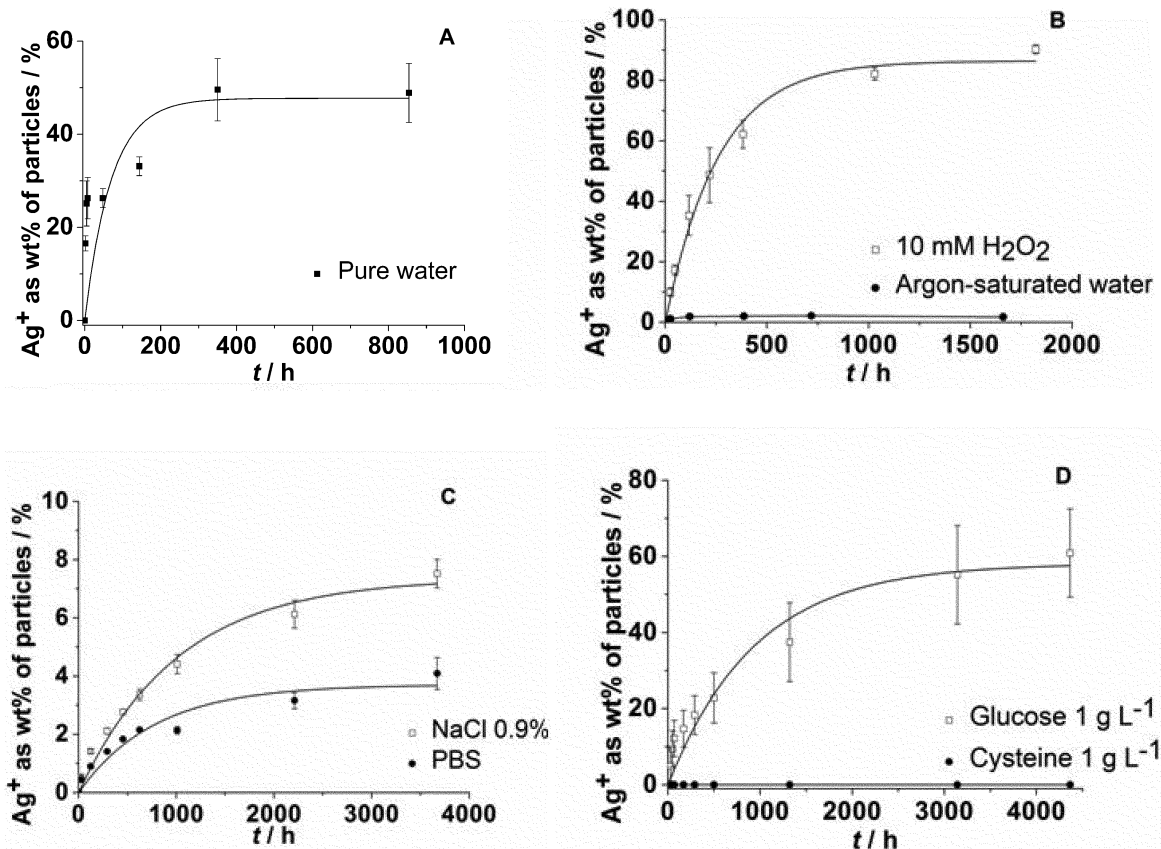 A
Ag⁺ as wt% of particles / %
60
40
20
0
■ Pure water
0 200 400 600 800 1000
t / h
B
Ag⁺ as wt% of particles / %
100
80
60
40
20
0
□ 10 mM H₂O₂
● Argon-saturated water
0 500 1000 1500 2000
t / h
C
Ag⁺ as wt% of particles / %
10
8
6
4
2
0
□ NaCl 0.9%
● PBS
0 1000 2000 3000 4000
t / h
D
Ag⁺ as wt% of particles / %
80
60
40
20
0
□ Glucose 1 g L⁻¹
● Cysteine 1 g L⁻¹
0 1000 2000 3000 4000
t / h